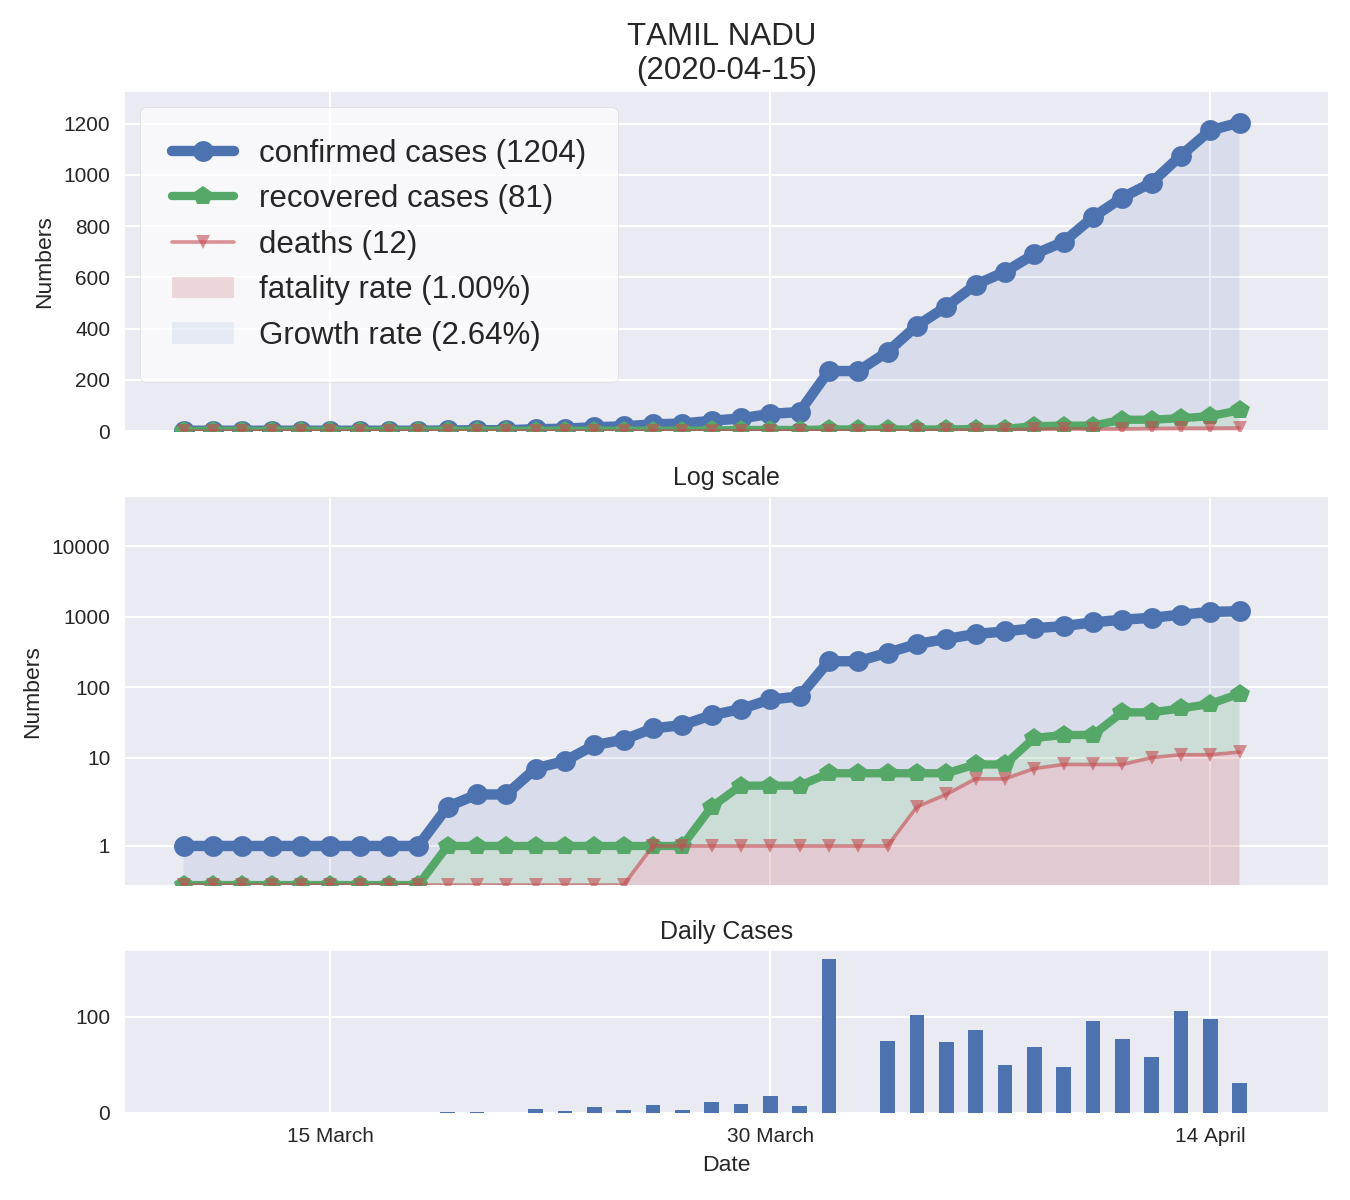 TAMIL NADU
(2020-04-15)
1200
1000
800
600
400
200
0
Numbers
confirmed cases (1204)
recovered cases (81)
deaths (12)
fatality rate (1.00%)
Growth rate (2.64%)
Log scale
10000
1000
100
10
1
Numbers
Daily Cases
100
0
15 March
30 March
14 April
Date